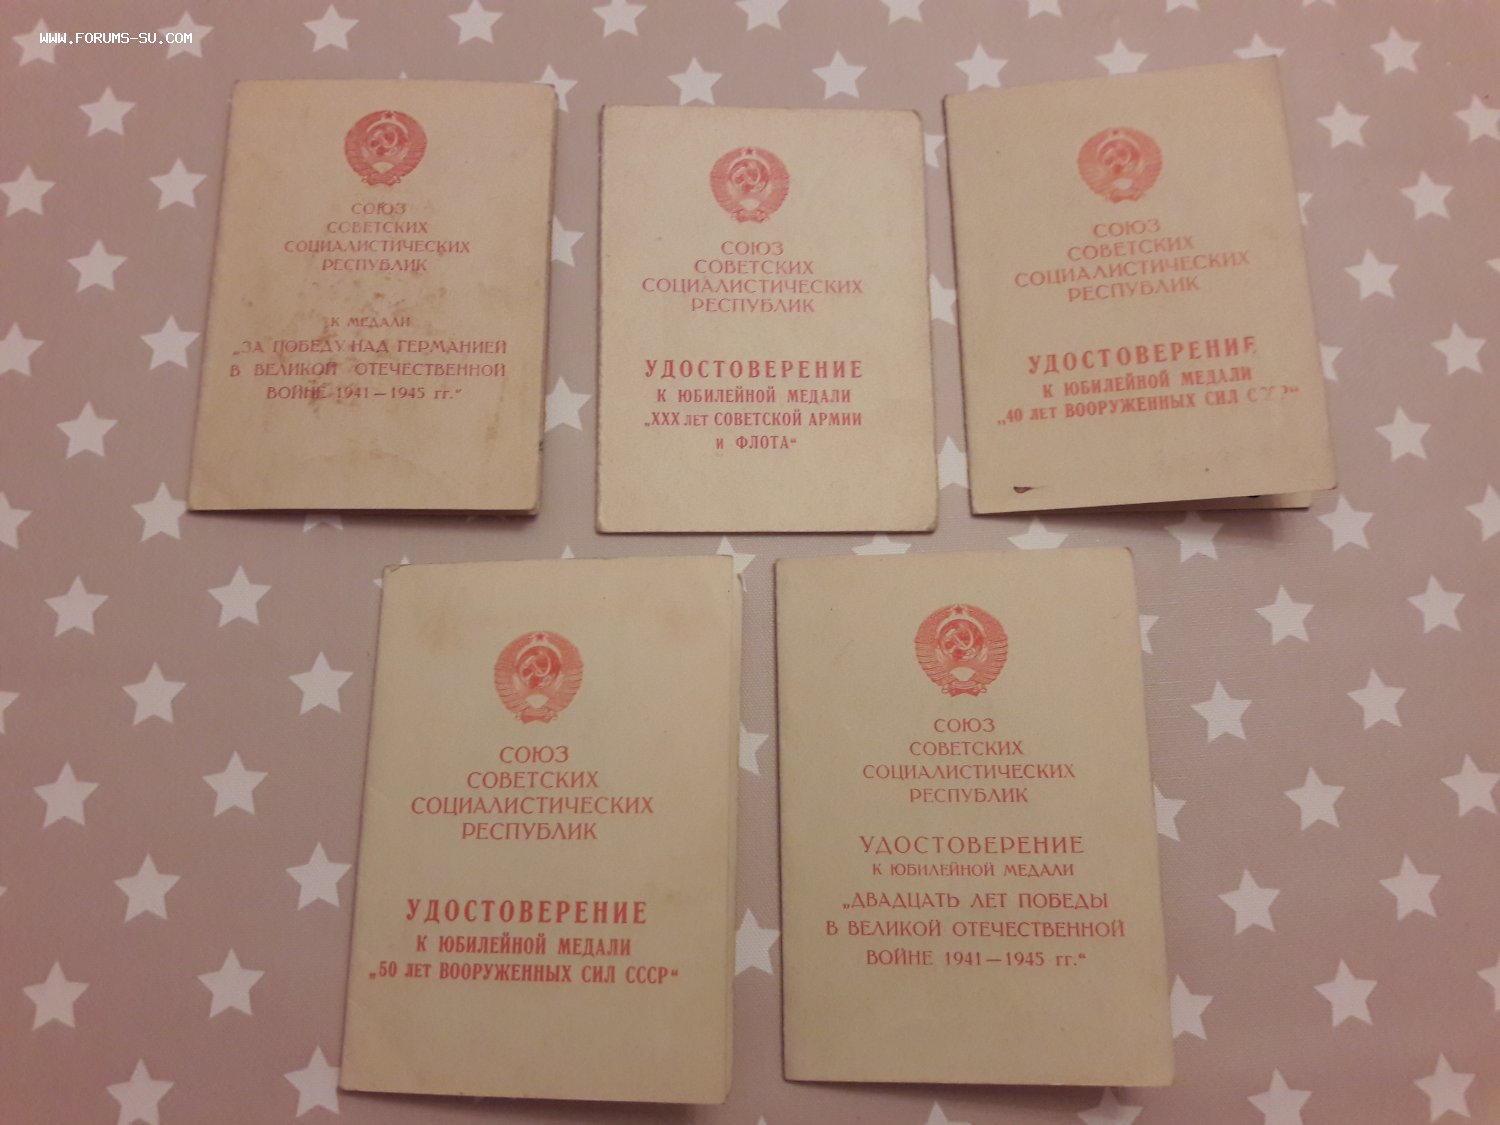 WWW.FORUMS-SU.COM
СОЮЗ
СОВЕТСКИХ
СОЦИАЛИСТИЧЕСКИХ
РЕСПУБЛИК
К МЕДАЛИ
„ЗА ПОБЕДУ НАД ГЕРМАНИЕЙ
В ВЕЛИКОЙ ОТЕЧЕСТВЕННОЙ
ВОЙНЕ 1941—1945 гг.“
СОЮЗ
СОВЕТСКИХ
СОЦИАЛИСТИЧЕСКИХ
РЕСПУБЛИК
УДОСТОВЕРЕНИЕ
К ЮБИЛЕЙНОЙ МЕДАЛИ
„XXX ЛЕТ СОВЕТСКОЙ АРМИИ
И ФЛОТА“
СОЮЗ
СОВЕТСКИХ
СОЦИАЛИСТИЧЕСКИХ
РЕСПУБЛИК
УДОСТОВЕРЕНИЕ
К ЮБИЛЕЙНОЙ МЕДАЛИ
„40 ЛЕТ ВООРУЖЕННЫХ СИЛ
СОЮЗ
СОВЕТСКИХ
СОЦИАЛИСТИЧЕСКИХ
РЕСПУБЛИК
УДОСТОВЕРЕНИЕ
К ЮБИЛЕЙНОЙ МЕДАЛИ
„50 ЛЕТ ВООРУЖЕННЫХ СИЛ СССР“
СОЮЗ
СОВЕТСКИХ
СОЦИАЛИСТИЧЕСКИХ
РЕСПУБЛИК
УДОСТОВЕРЕНИЕ
К ЮБИЛЕЙНОЙ МЕДАЛИ
„ДВАДЦАТЬ ЛЕТ ПОБЕДЫ
В ВЕЛИКОЙ ОТЕЧЕСТВЕННОЙ
ВОЙНЕ 1941—1945 гг.“